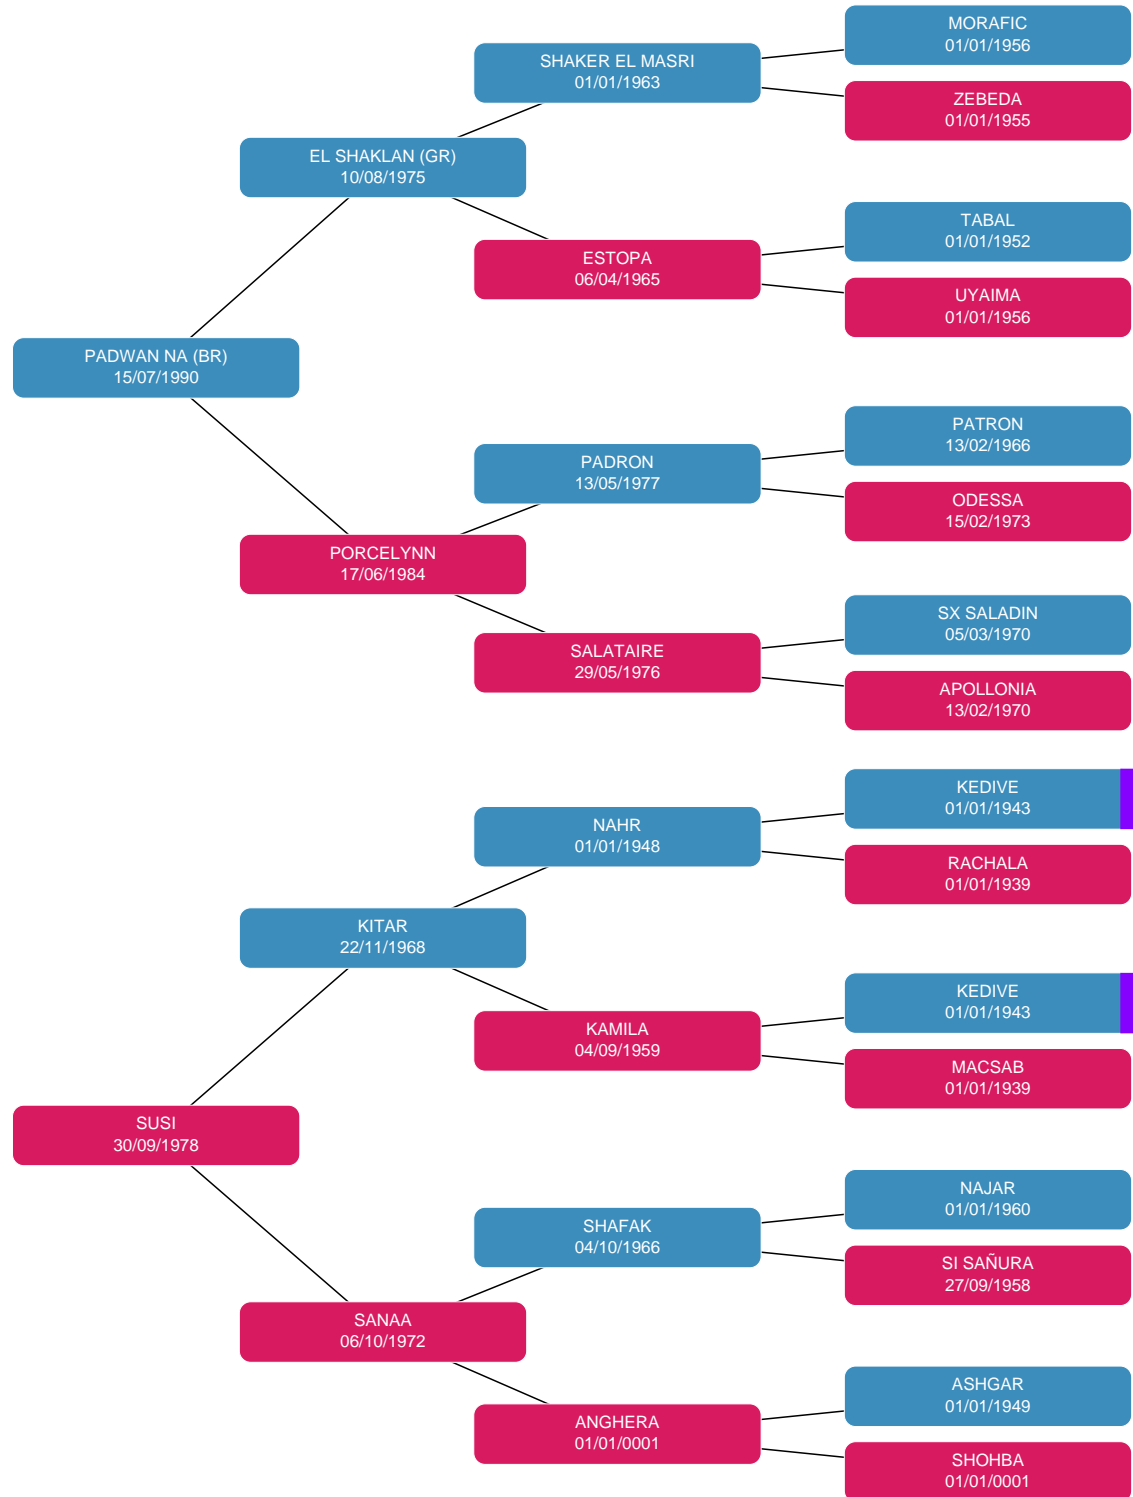 MORAFIC
01/01/1956
SHAKER EL MASRI
01/01/1963
ZEBEDA
01/01/1955
EL SHAKLAN (GR)
10/08/1975
TABAL
01/01/1952
ESTOPA
06/04/1965
UYAIMA
01/01/1956
PADWAN NA (BR)
15/07/1990
PATRON
13/02/1966
PADRON
13/05/1977
ODESSA
15/02/1973
PORCELYNN
17/06/1984
SX SALADIN
05/03/1970
SALATAIRE
29/05/1976
APOLLONIA
13/02/1970
KEDIVE
01/01/1943
NAHR
01/01/1948
RACHALA
01/01/1939
KITAR
22/11/1968
KEDIVE
01/01/1943
KAMILA
04/09/1959
MACSAB
01/01/1939
SUSI
30/09/1978
NAJAR
01/01/1960
SHAFAK
04/10/1966
SI SAÑURA
27/09/1958
SANAA
06/10/1972
ASHGAR
01/01/1949
ANGHERA
01/01/0001
SHOHBA
01/01/0001